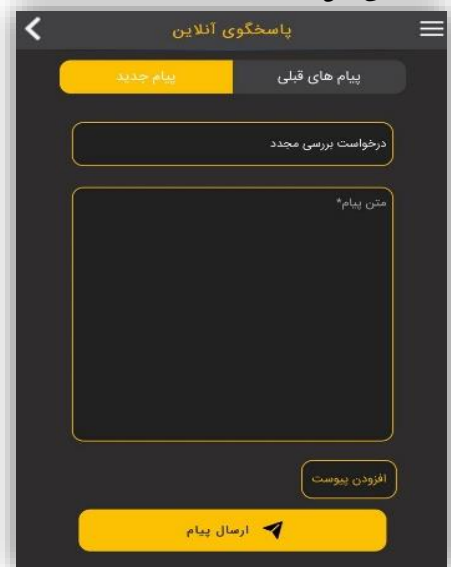 پاسخگوی آنلاین
پیام های قبلی
پیام جدید
درخواست بررسی مجدد
متن پیام*
افزودن پیوست
ارسال پیام